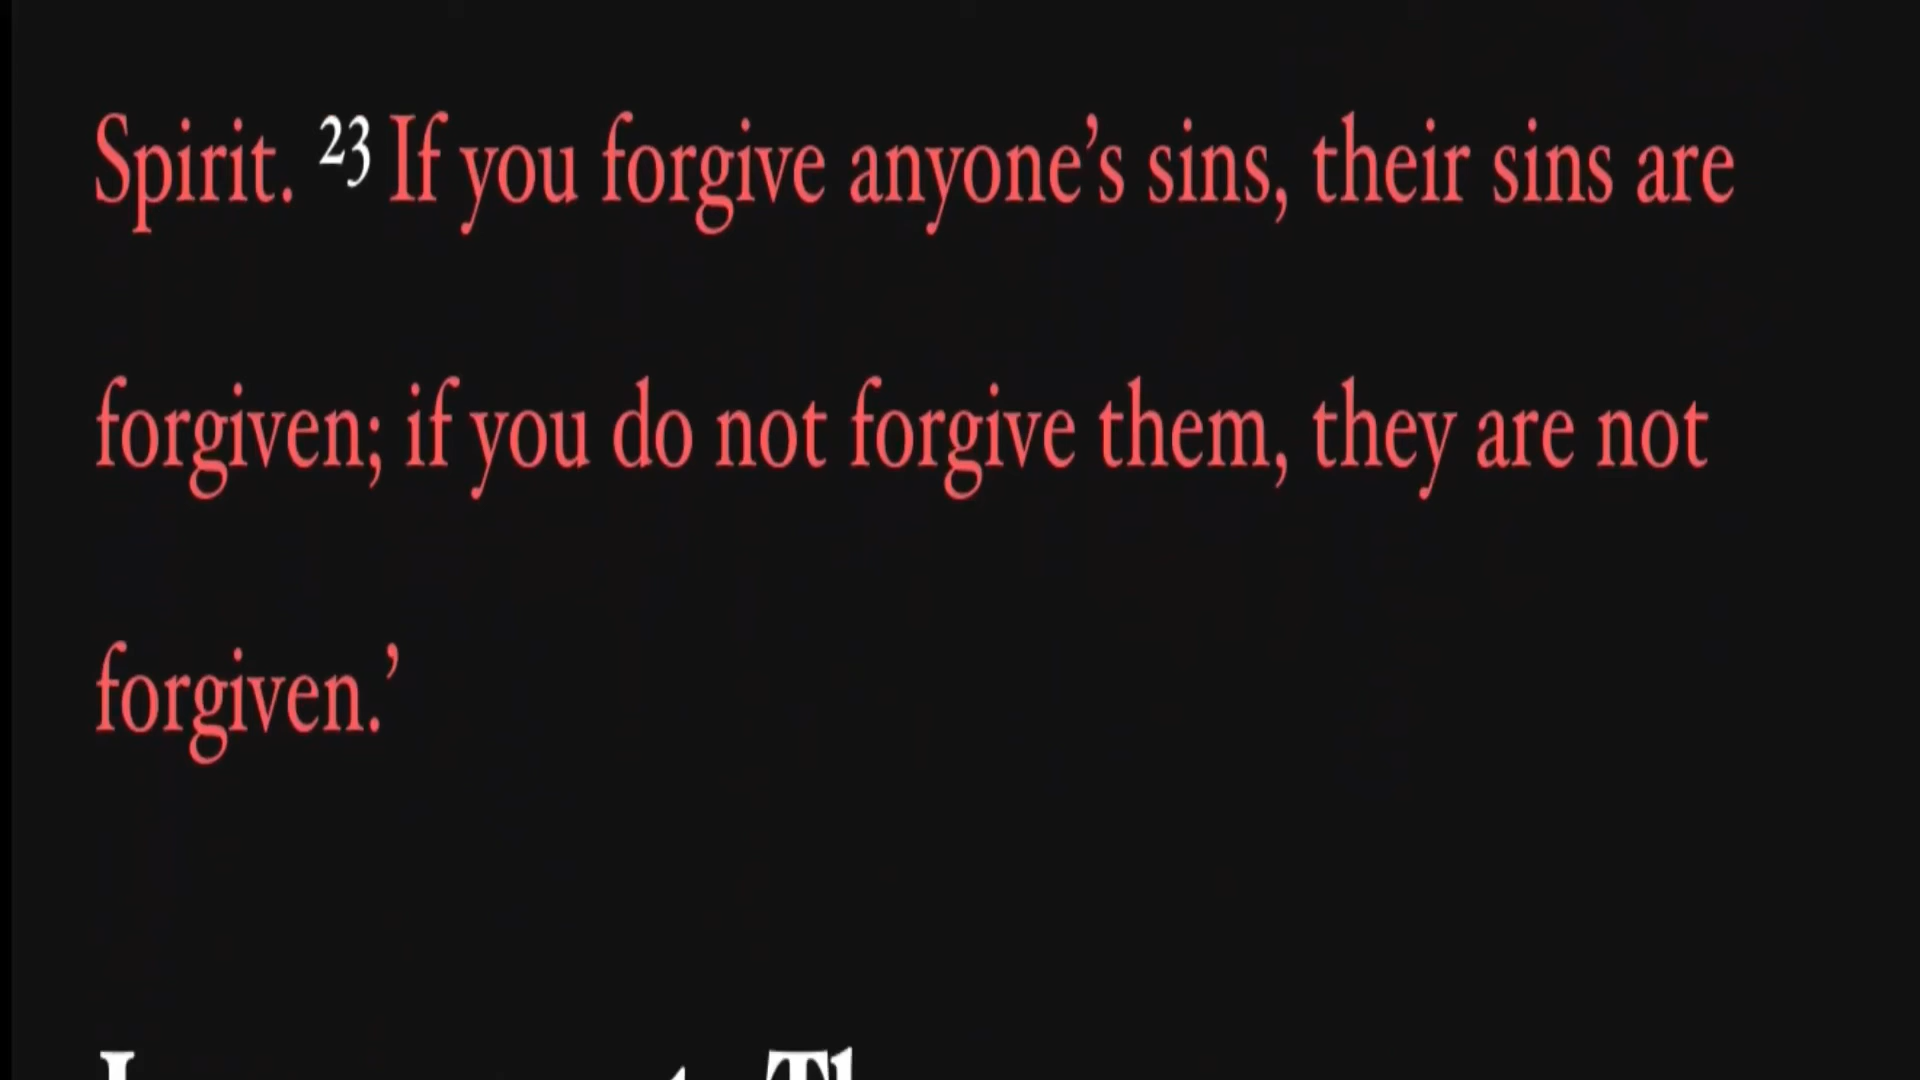 Spirit. 23 If you forgive anyone’s sins, their sins are
forgiven; if you do not forgive them, they are not
forgiven.’